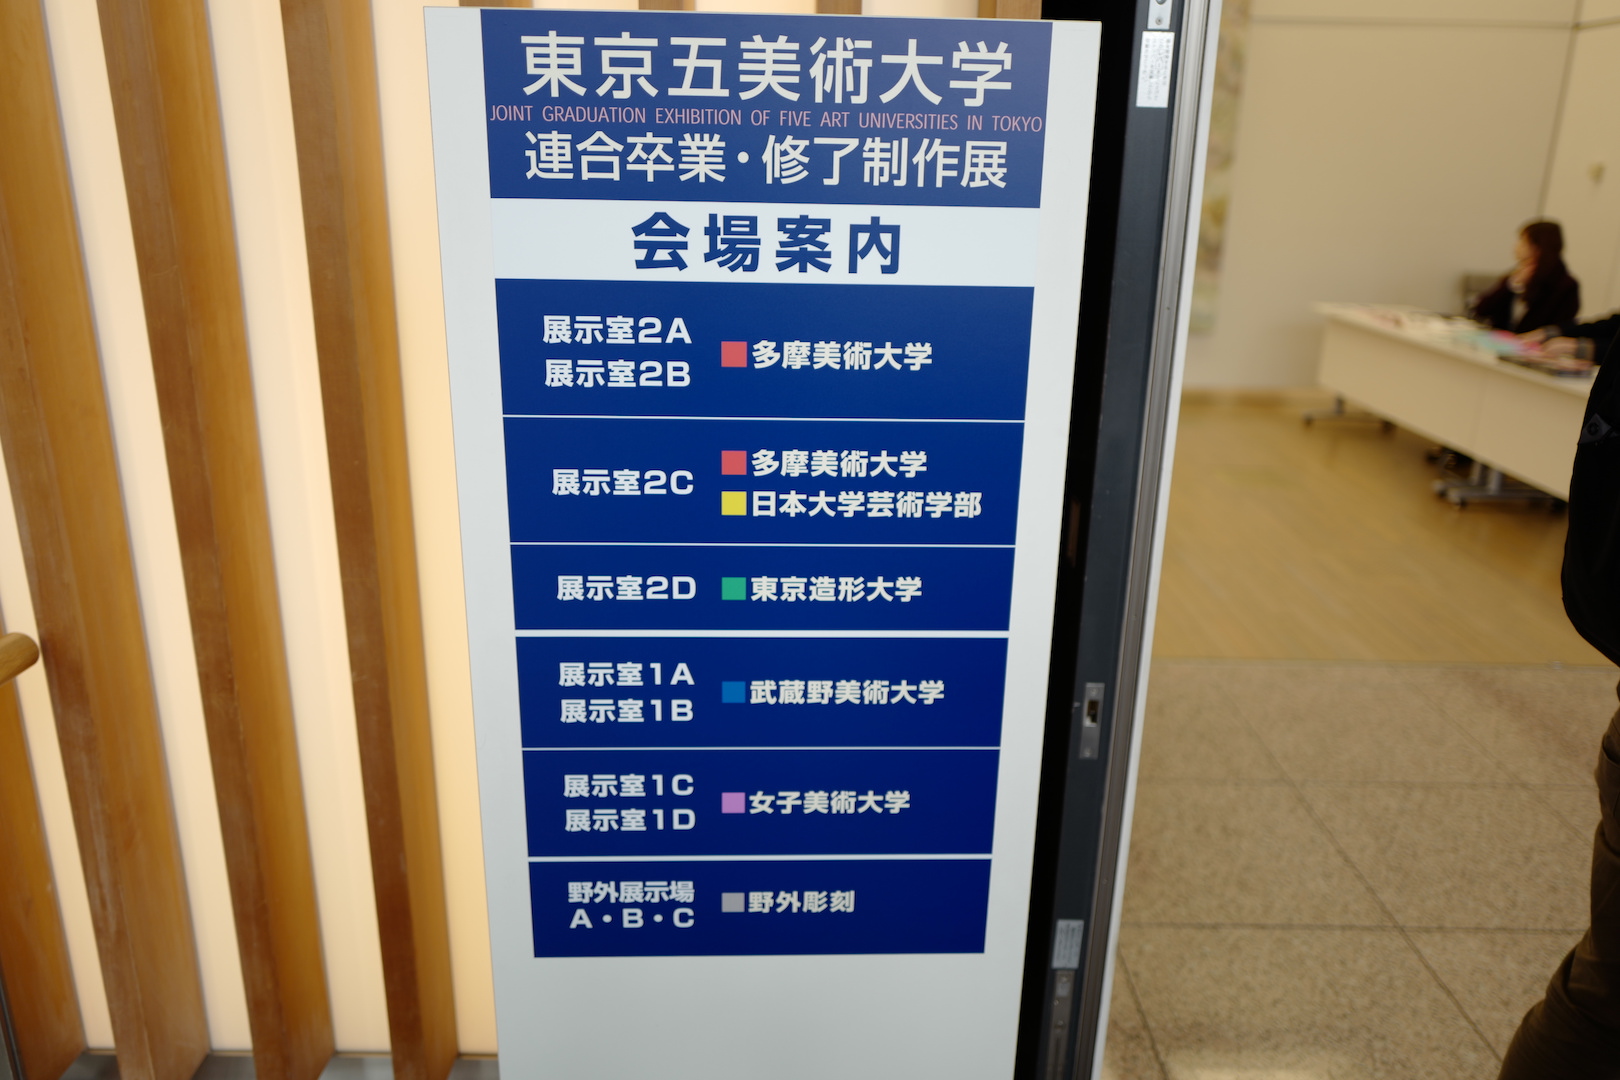 東京五美術大学
JOINT GRADUATION EXHIBITION OF FIVE ART UNIVERSITIES IN TOKYO
連合卒業・修了制作展
会場案内
展示室2A
展示室2B
多摩美術大学
展示室2C
多摩美術大学
日本大学芸術学部
展示室2D
東京造形大学
展示室1A
展示室1B
武蔵野美術大学
展示室1C
展示室1D
女子美術大学
野外展示場
A・B・C
野外彫刻